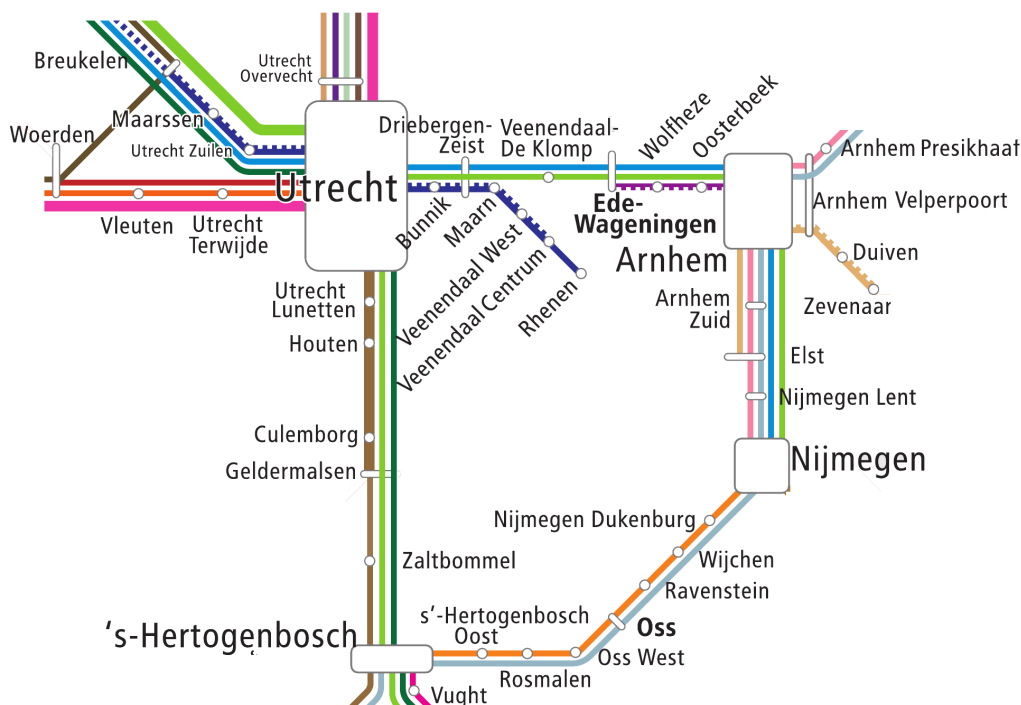 Utrecht
Overvecht
Breukelen
Maarssen
Woerden
Utrecht Zuilen
Driebergen-
Zeist
Veenendaal-
De Klomp
Wolfheze
Oosterbeek
Arnhem Presikhaaf
Utrecht
Vleuten
Utrecht
Terwijde
Bunnik
Maarn
Ede-
Wageningen
Arnhem Velperpoort
Veenendaal West
Veenendaal Centrum
Rhenen
Arnhem
Duiven
Zevenaar
Utrecht
Lunetten
Houten
Arnhem
Zuid
Elst
Nijmegen Lent
Culemborg
Geldermalsen
Nijmegen
Nijmegen Dukenburg
Zaltbommel
Wijchen
Ravenstein
‘s-Hertogenbosch
s’-Hertogenbosch
Oost
Oss
Oss West
Rosmalen
Vught